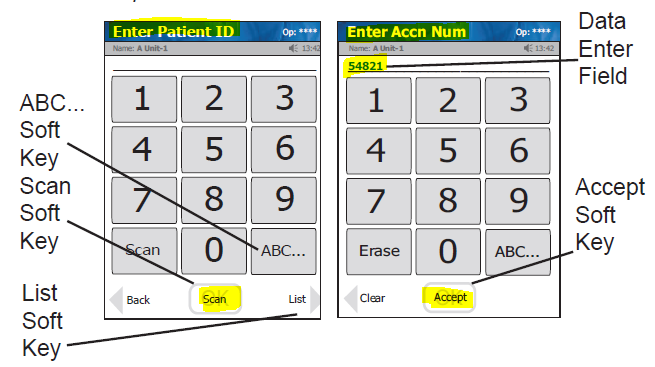 Enter Patient ID Op: ****
Name: A Unit-1 13:42
1 2 3
4 5 6
7 8 9
Scan 0 ABC...
Back Scan List
Enter Accn Num Op: ****
Name: A Unit-1 13:42
54821
1 2 3
4 5 6
7 8 9
Erase 0 ABC...
Clear Accept
ABC...
Soft
Key
Scan
Soft
Key
List
Soft
Key
Data
Enter
Field
Accept
Soft
Key